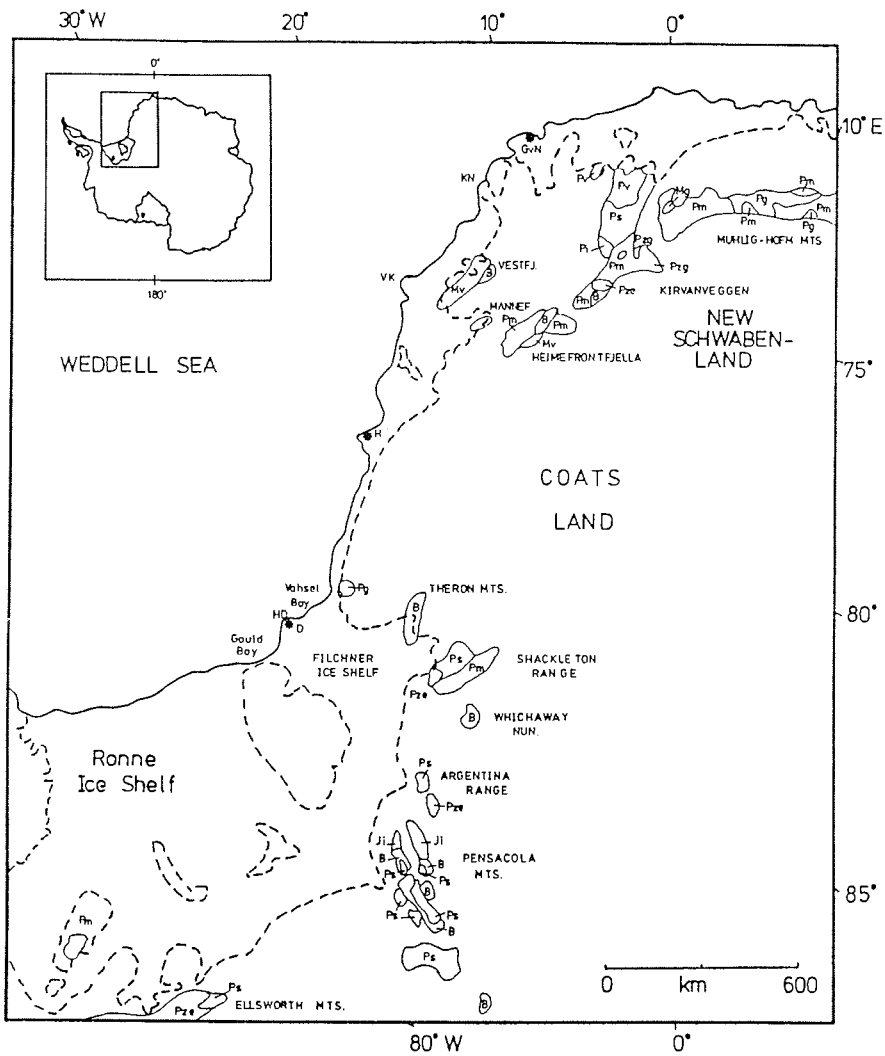 30° W
10°
0°
0°
180°
10° E
GvN
KN
Pv
Pv
Ps
Mg
Pm
Pg
Pm
Pm
Pm
Pg
MUHLIG-HOFM MTS
Pi
Pzg
Pm
Pzg
VK
VESTFJ.
B
Mv
MANNEF
Pm
B
Pm
Mv
HEIMEFRONTFJELLA
Pm
B
Pze
KIRVANVEGGEN
NEW
SCHWABEN-
LAND
WEDDELL SEA
75°
H
COATS
LAND
Vahsel
Bay
Pg
THERON MTS.
B
80°
HD
D
Gould
Bay
FILCHNER
ICE SHELF
Ps
Pm
Pze
SHACKLETON
RANGE
B
WHICHAWAY
NUN.
Ronne
Ice Shelf
Ps
ARGENTINA
RANGE
Pze
Ji
Ji
B
B
PENSACOLA
MTS.
Ps
Ps
B
85°
Ps
Ps
B
Pm
Ps
0 km 600
Ps
Pze
ELLSWORTH MTS.
B
80° W
0°